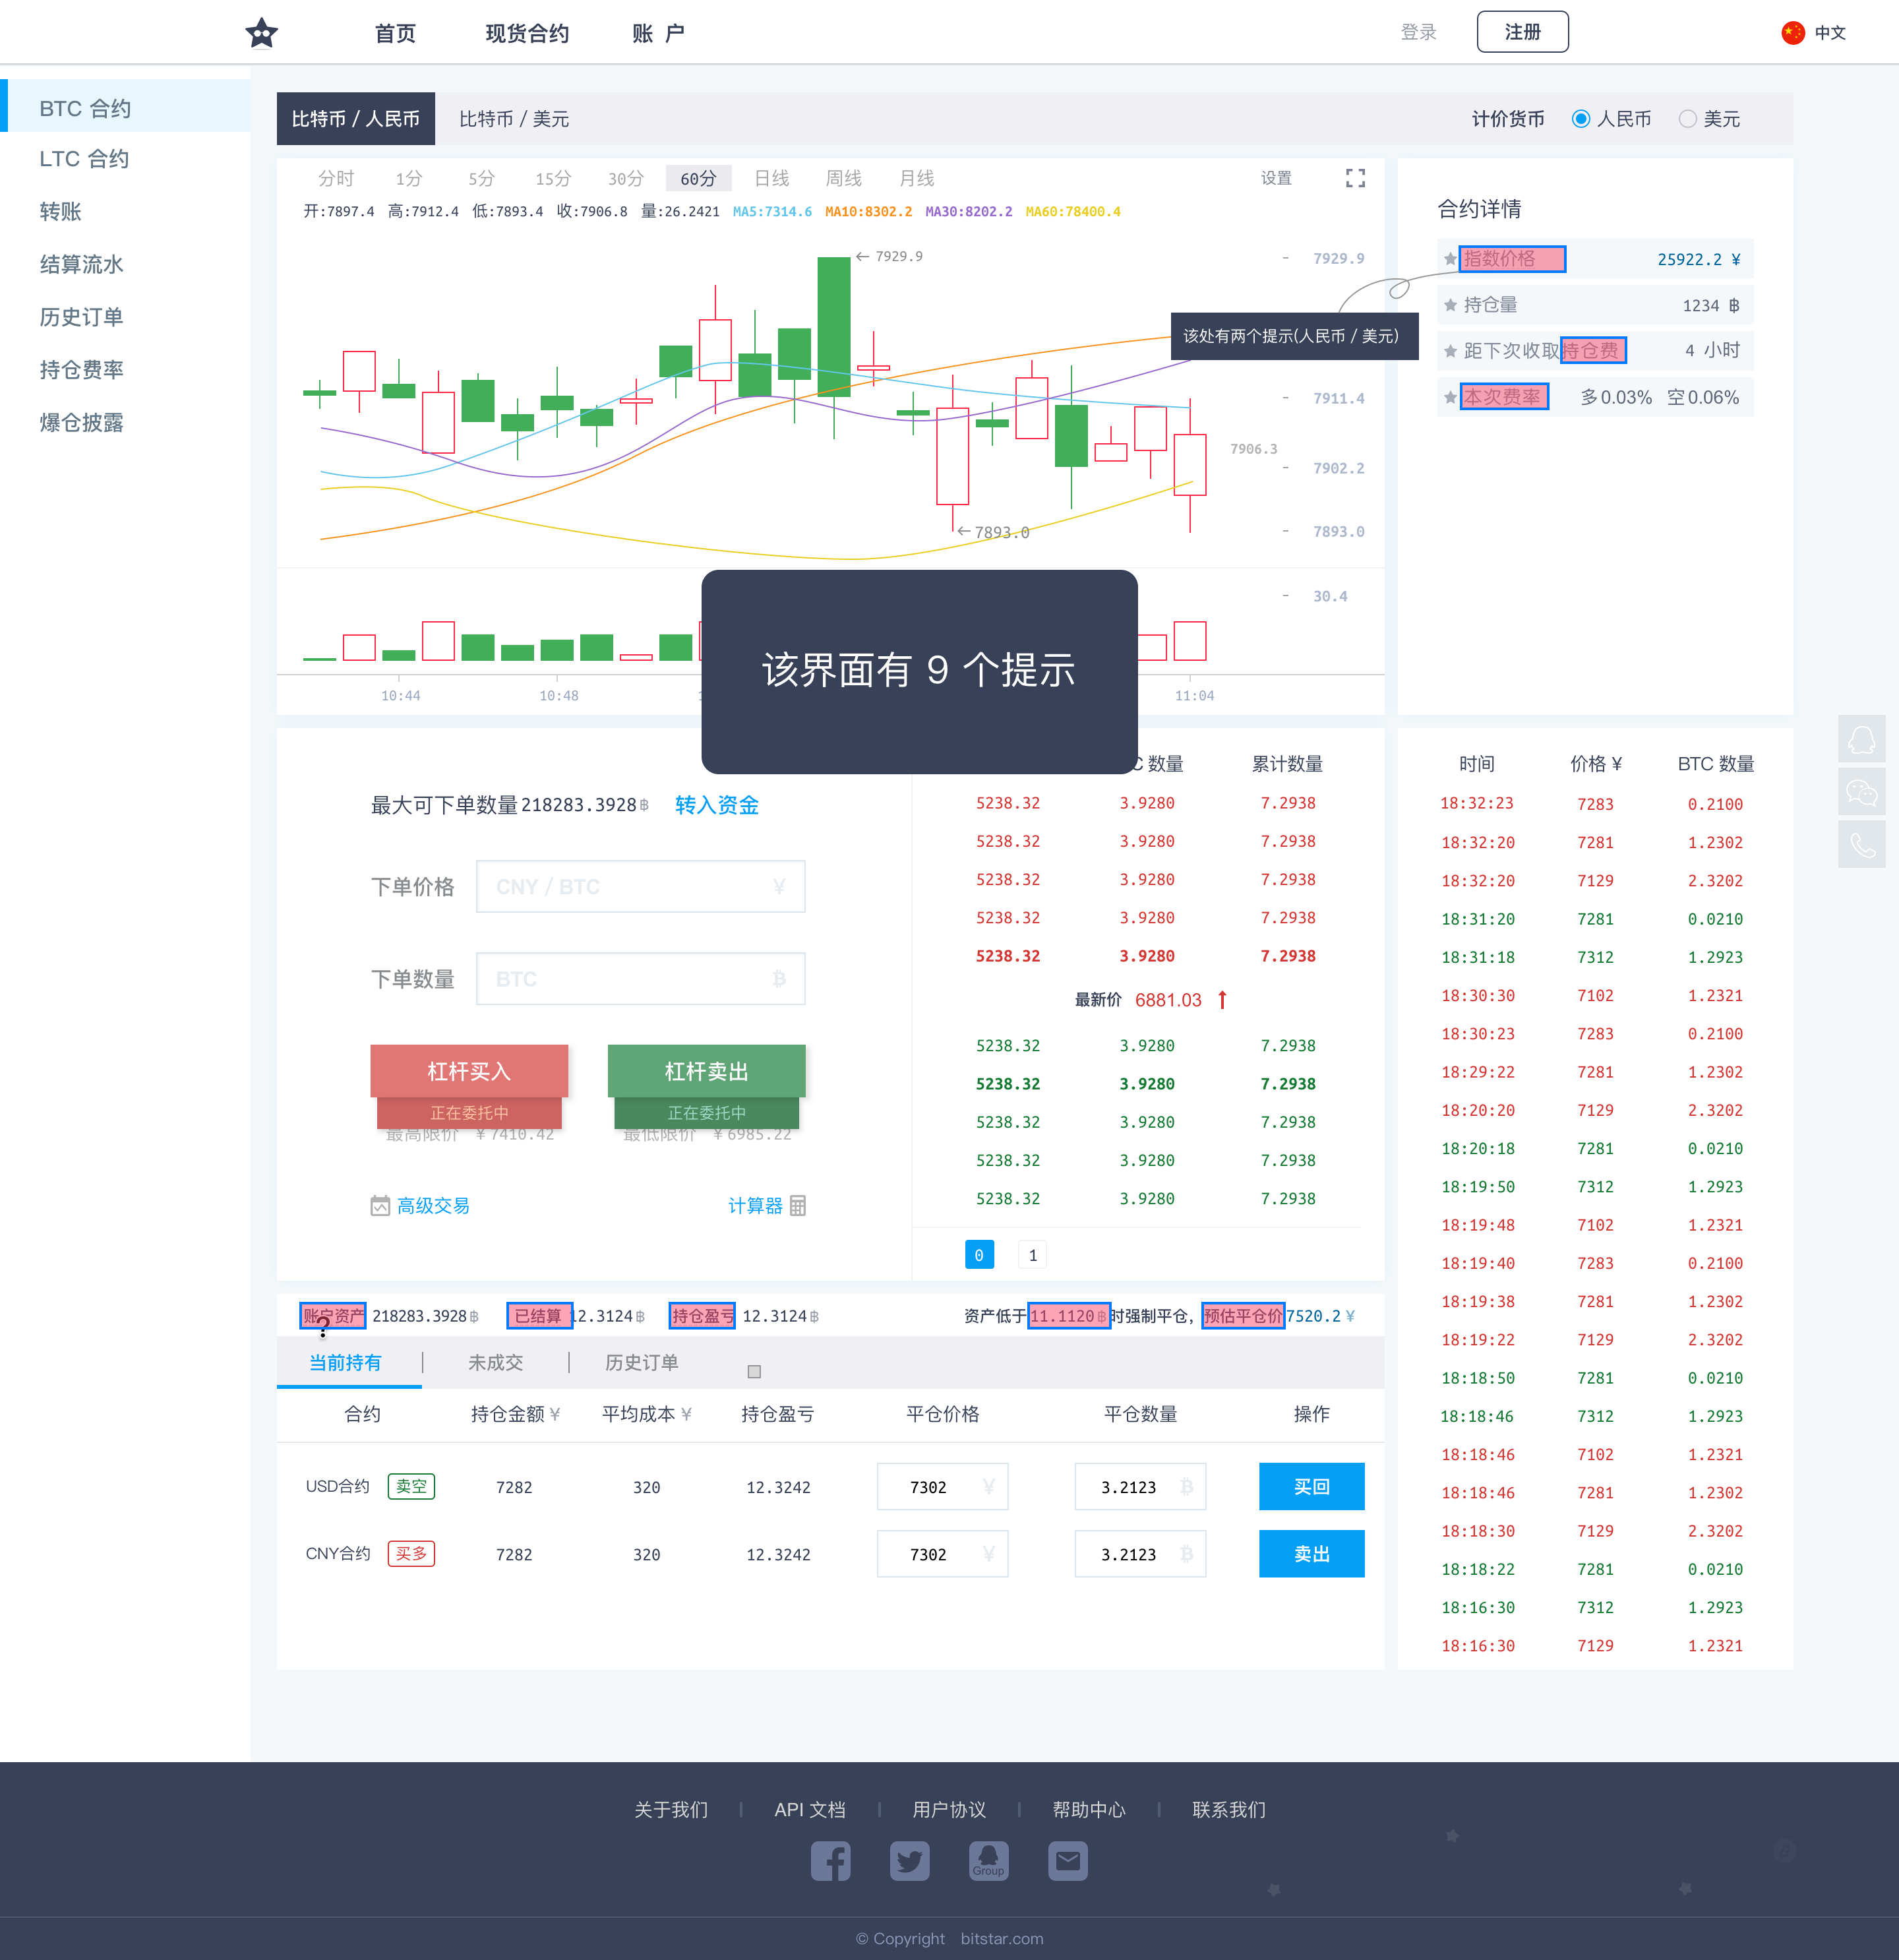 首页 现货合约 账 户 登录 注册 中文
BTC 合约
LTC 合约
转账
结算流水
历史订单
持仓费率
爆仓披露
比特币 / 人民币 比特币 / 美元 计价货币 人民币 美元
分时 1分 5分 15分 30分 60分 日线 周线 月线 设置
开:7897.4 高:7912.4 低:7893.4 收:7906.8 量:26.2421 MA5:7314.6 MA10:8302.2 MA30:8202.2 MA60:78400.4
← 7929.9
- 7929.9
- 7911.4
7906.3
- 7902.2
←7893.0
- 7893.0
- 30.4
10:44 10:48 11:04
合约详情
指数价格 25922.2 ¥
持仓量 1234 ฿
距下次收取持仓费 4 小时
本次费率 多0.03% 空0.06%
该处有两个提示(人民币 / 美元)
该界面有 9 个提示
最大可下单数量218283.3928฿ 转入资金
下单价格 CNY / BTC ¥
下单数量 BTC ฿
杠杆买入 杠杆卖出
正在委托中 正在委托中
最高限价 ¥7410.42 最低限价 ¥6985.22
高级交易 计算器
C 数量 累计数量
5238.32 3.9280 7.2938
5238.32 3.9280 7.2938
5238.32 3.9280 7.2938
5238.32 3.9280 7.2938
5238.32 3.9280 7.2938
最新价 6881.03 ↑
5238.32 3.9280 7.2938
5238.32 3.9280 7.2938
5238.32 3.9280 7.2938
5238.32 3.9280 7.2938
5238.32 3.9280 7.2938
0 1
时间 价格 ¥ BTC 数量
18:32:23 7283 0.2100
18:32:20 7281 1.2302
18:32:20 7129 2.3202
18:31:20 7281 0.0210
18:31:18 7312 1.2923
18:30:30 7102 1.2321
18:30:23 7283 0.2100
18:29:22 7281 1.2302
18:20:20 7129 2.3202
18:20:18 7281 0.0210
18:19:50 7312 1.2923
18:19:48 7102 1.2321
18:19:40 7283 0.2100
18:19:38 7281 1.2302
18:19:22 7129 2.3202
18:18:50 7281 0.0210
18:18:46 7312 1.2923
18:18:46 7102 1.2321
18:18:46 7281 1.2302
18:18:30 7129 2.3202
18:18:22 7281 0.0210
18:16:30 7312 1.2923
18:16:30 7129 1.2321
账户资产 218283.3928฿ 已结算 12.3124฿ 持仓盈亏 12.3124฿ 资产低于11.1120฿时强制平仓, 预估平仓价7520.2 ¥
?
当前持有 未成交 历史订单
合约 持仓金额 ¥ 平均成本 ¥ 持仓盈亏 平仓价格 平仓数量 操作
USD合约 卖空 7282 320 12.3242 7302 ¥ 3.2123 ฿ 买回
CNY合约 买多 7282 320 12.3242 7302 ¥ 3.2123 ฿ 卖出
关于我们 | API 文档 | 用户协议 | 帮助中心 | 联系我们
Group
© Copyright bitstar.com